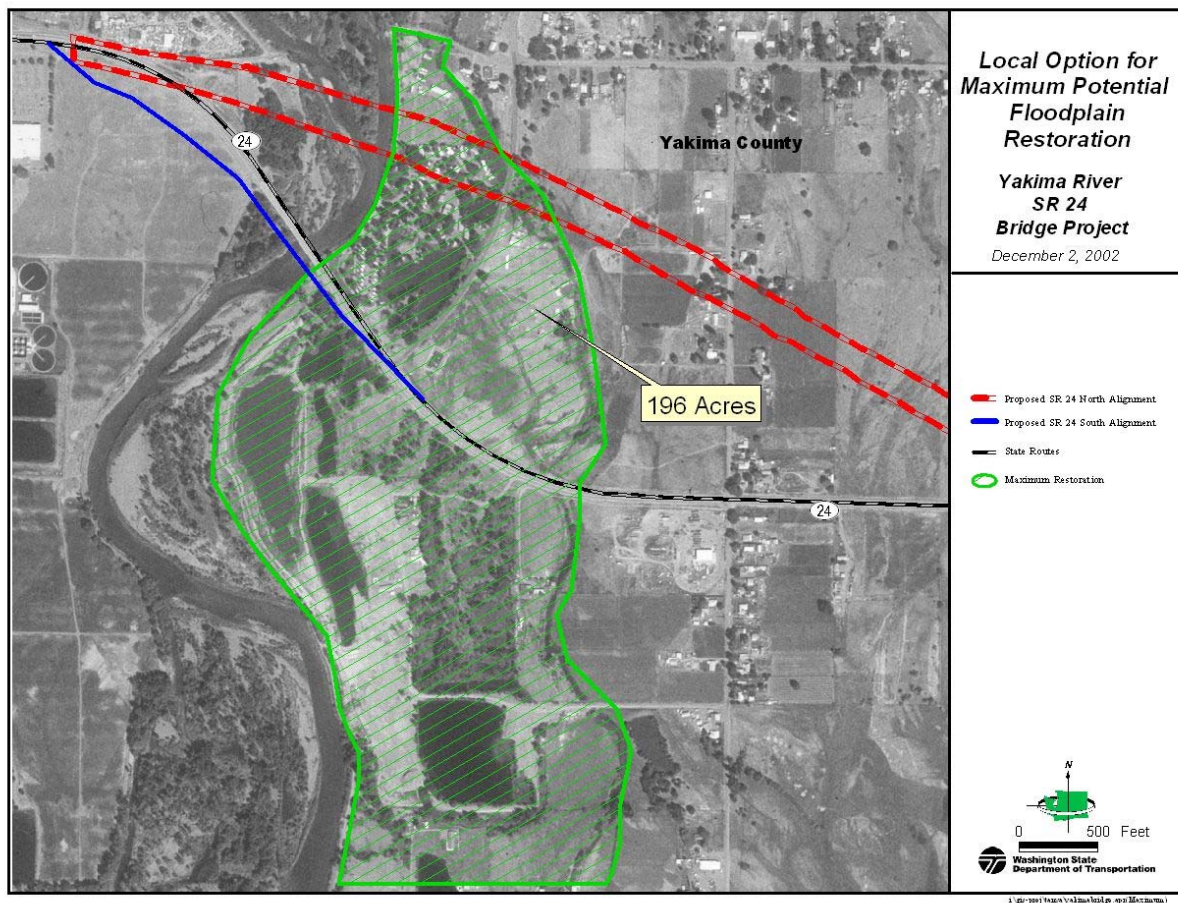 Local Option for
Maximum Potential
Floodplain
Restoration
Yakima River
SR 24
Bridge Project
December 2, 2002
24
Yakima County
196 Acres
24
Proposed SR 24 North Alignment
Proposed SR 24 South Alignment
State Routes
Maximum Restoration
N
0 500 Feet
Washington State
Department of Transportation